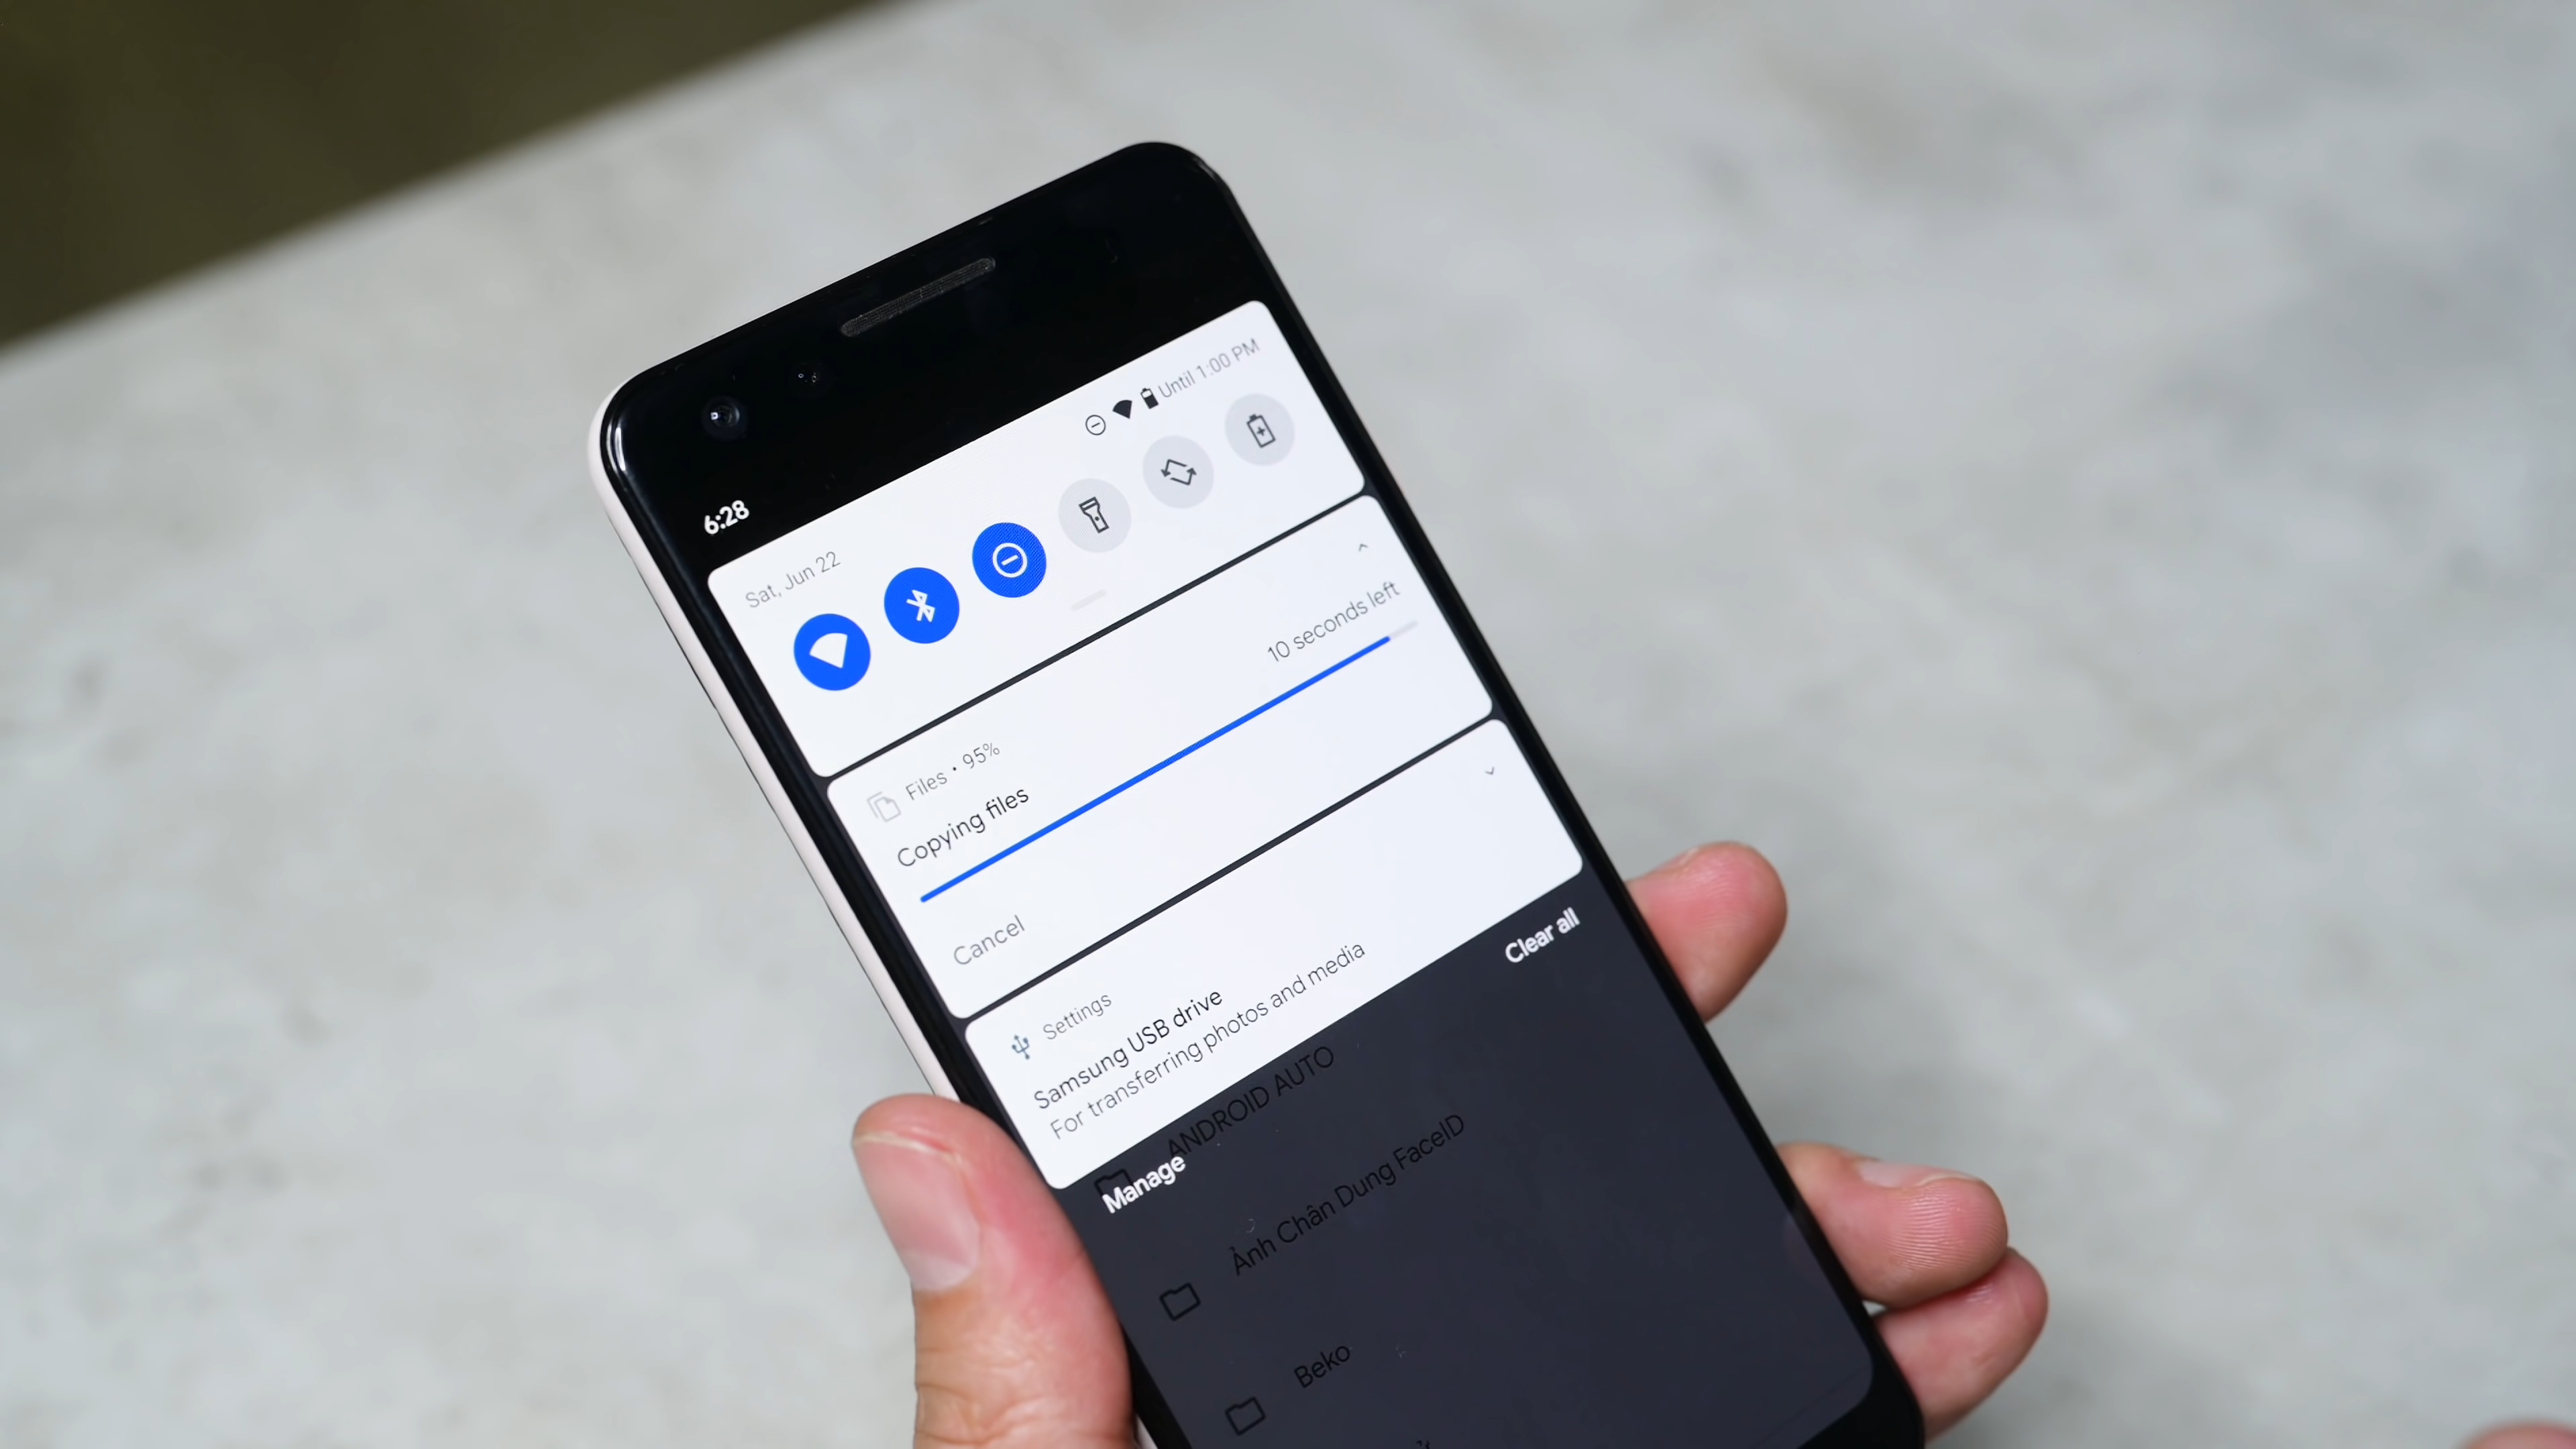 6:28
Until 1:00 PM
Sat, Jun 22
Files • 95%
10 seconds left
Copying files
Cancel
Settings
Samsung USB drive
For transferring photos and media
Manage
Clear all
ANDROID AUTO
Ảnh Chân Dung FaceID
Beko